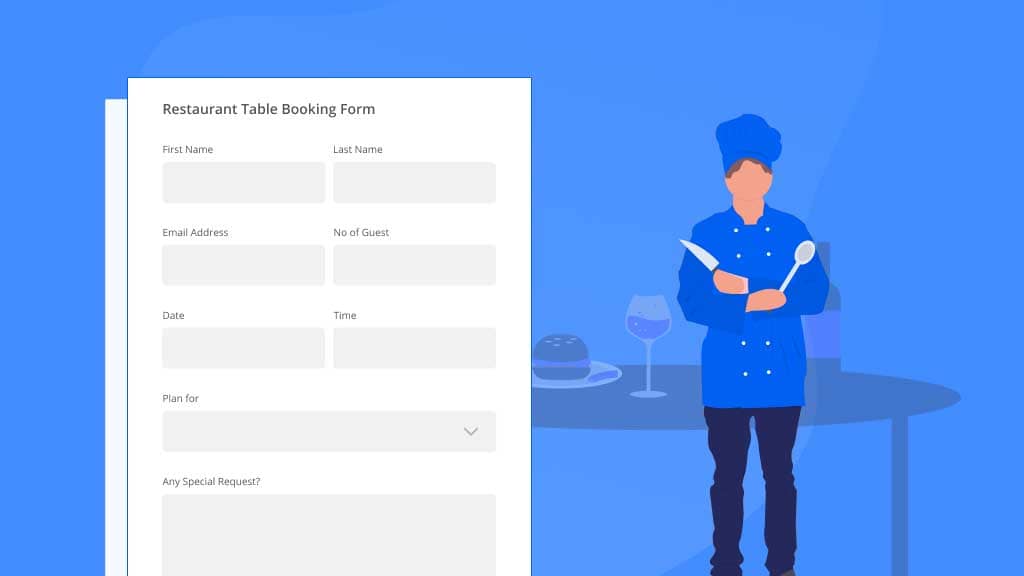 Restaurant Table Booking Form
First Name Last Name
Email Address No of Guest
Date Time
Plan for
Any Special Request?